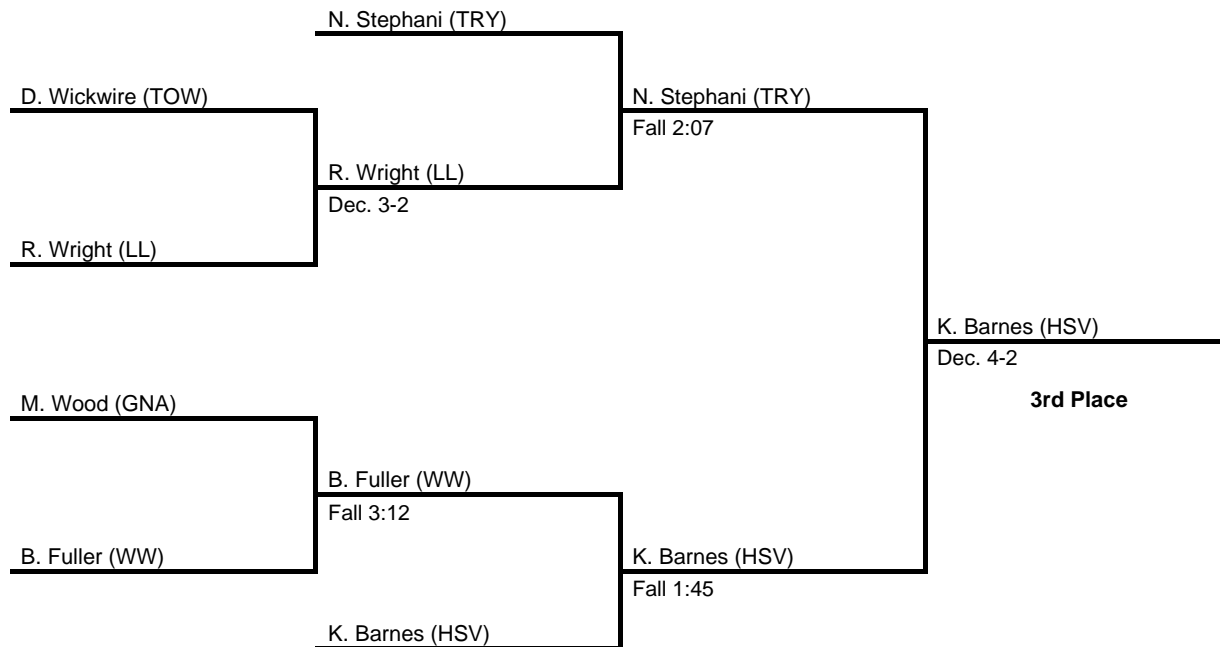 N. Stephani (TRY)
D. Wickwire (TOW)
N. Stephani (TRY)
Fall 2:07
R. Wright (LL)
Dec. 3-2
R. Wright (LL)
K. Barnes (HSV)
Dec. 4-2
3rd Place
M. Wood (GNA)
B. Fuller (WW)
Fall 3:12
B. Fuller (WW)
K. Barnes (HSV)
Fall 1:45
K. Barnes (HSV)